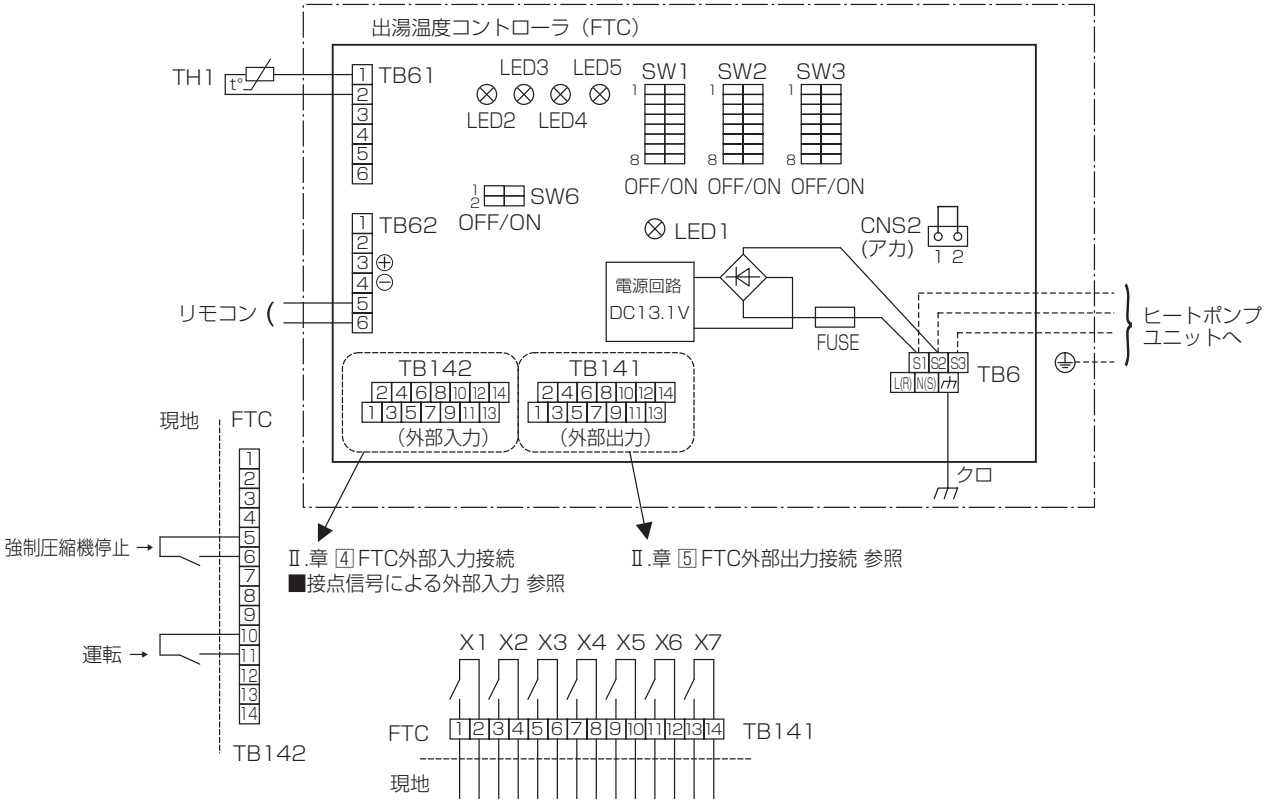 出湯温度コントローラ（FTC）
TH1
t°
1 TB61
2
3
4
5
6
LED3 LED5
LED2 LED4
SW1 SW2 SW3
1 1 1
8 8 8
OFF/ON OFF/ON OFF/ON
1
2
SW6
OFF/ON
1 TB62
2
3 ⊕
4 ⊖
5
6
リモコン (
LED1
CNS2
(アカ)
1 2
電源回路
DC13.1V
FUSE
S1 S2 S3
L(R) N(S)
TB6
ヒートポンプ
ユニットへ
TB142
2 4 6 8 10 12 14
1 3 5 7 9 11 13
（外部入力）
TB141
2 4 6 8 10 12 14
1 3 5 7 9 11 13
（外部出力）
クロ
現地 FTC
1
2
3
4
5
6
7
8
9
10
11
12
13
14
強制圧縮機停止 →
運転 →
TB142
Ⅱ.章 4 FTC外部入力接続
■接点信号による外部入力 参照
Ⅱ.章 5 FTC外部出力接続 参照
X1 X2 X3 X4 X5 X6 X7
FTC 1 2 3 4 5 6 7 8 9 10 11 12 13 14 TB141
現地